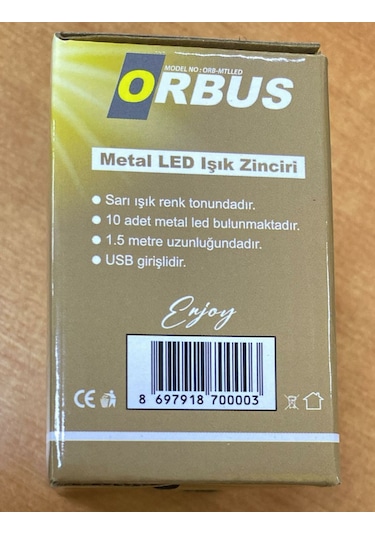 MODEL NO : ORB-MTLLED
ORBUS
Metal LED Işık Zinciri
Sarı ışık renk tonundadır.
10 adet metal led bulunmaktadır.
1.5 metre uzunluğundadır.
USB girişlidir.
Enjoy
CE
8 697918 700003